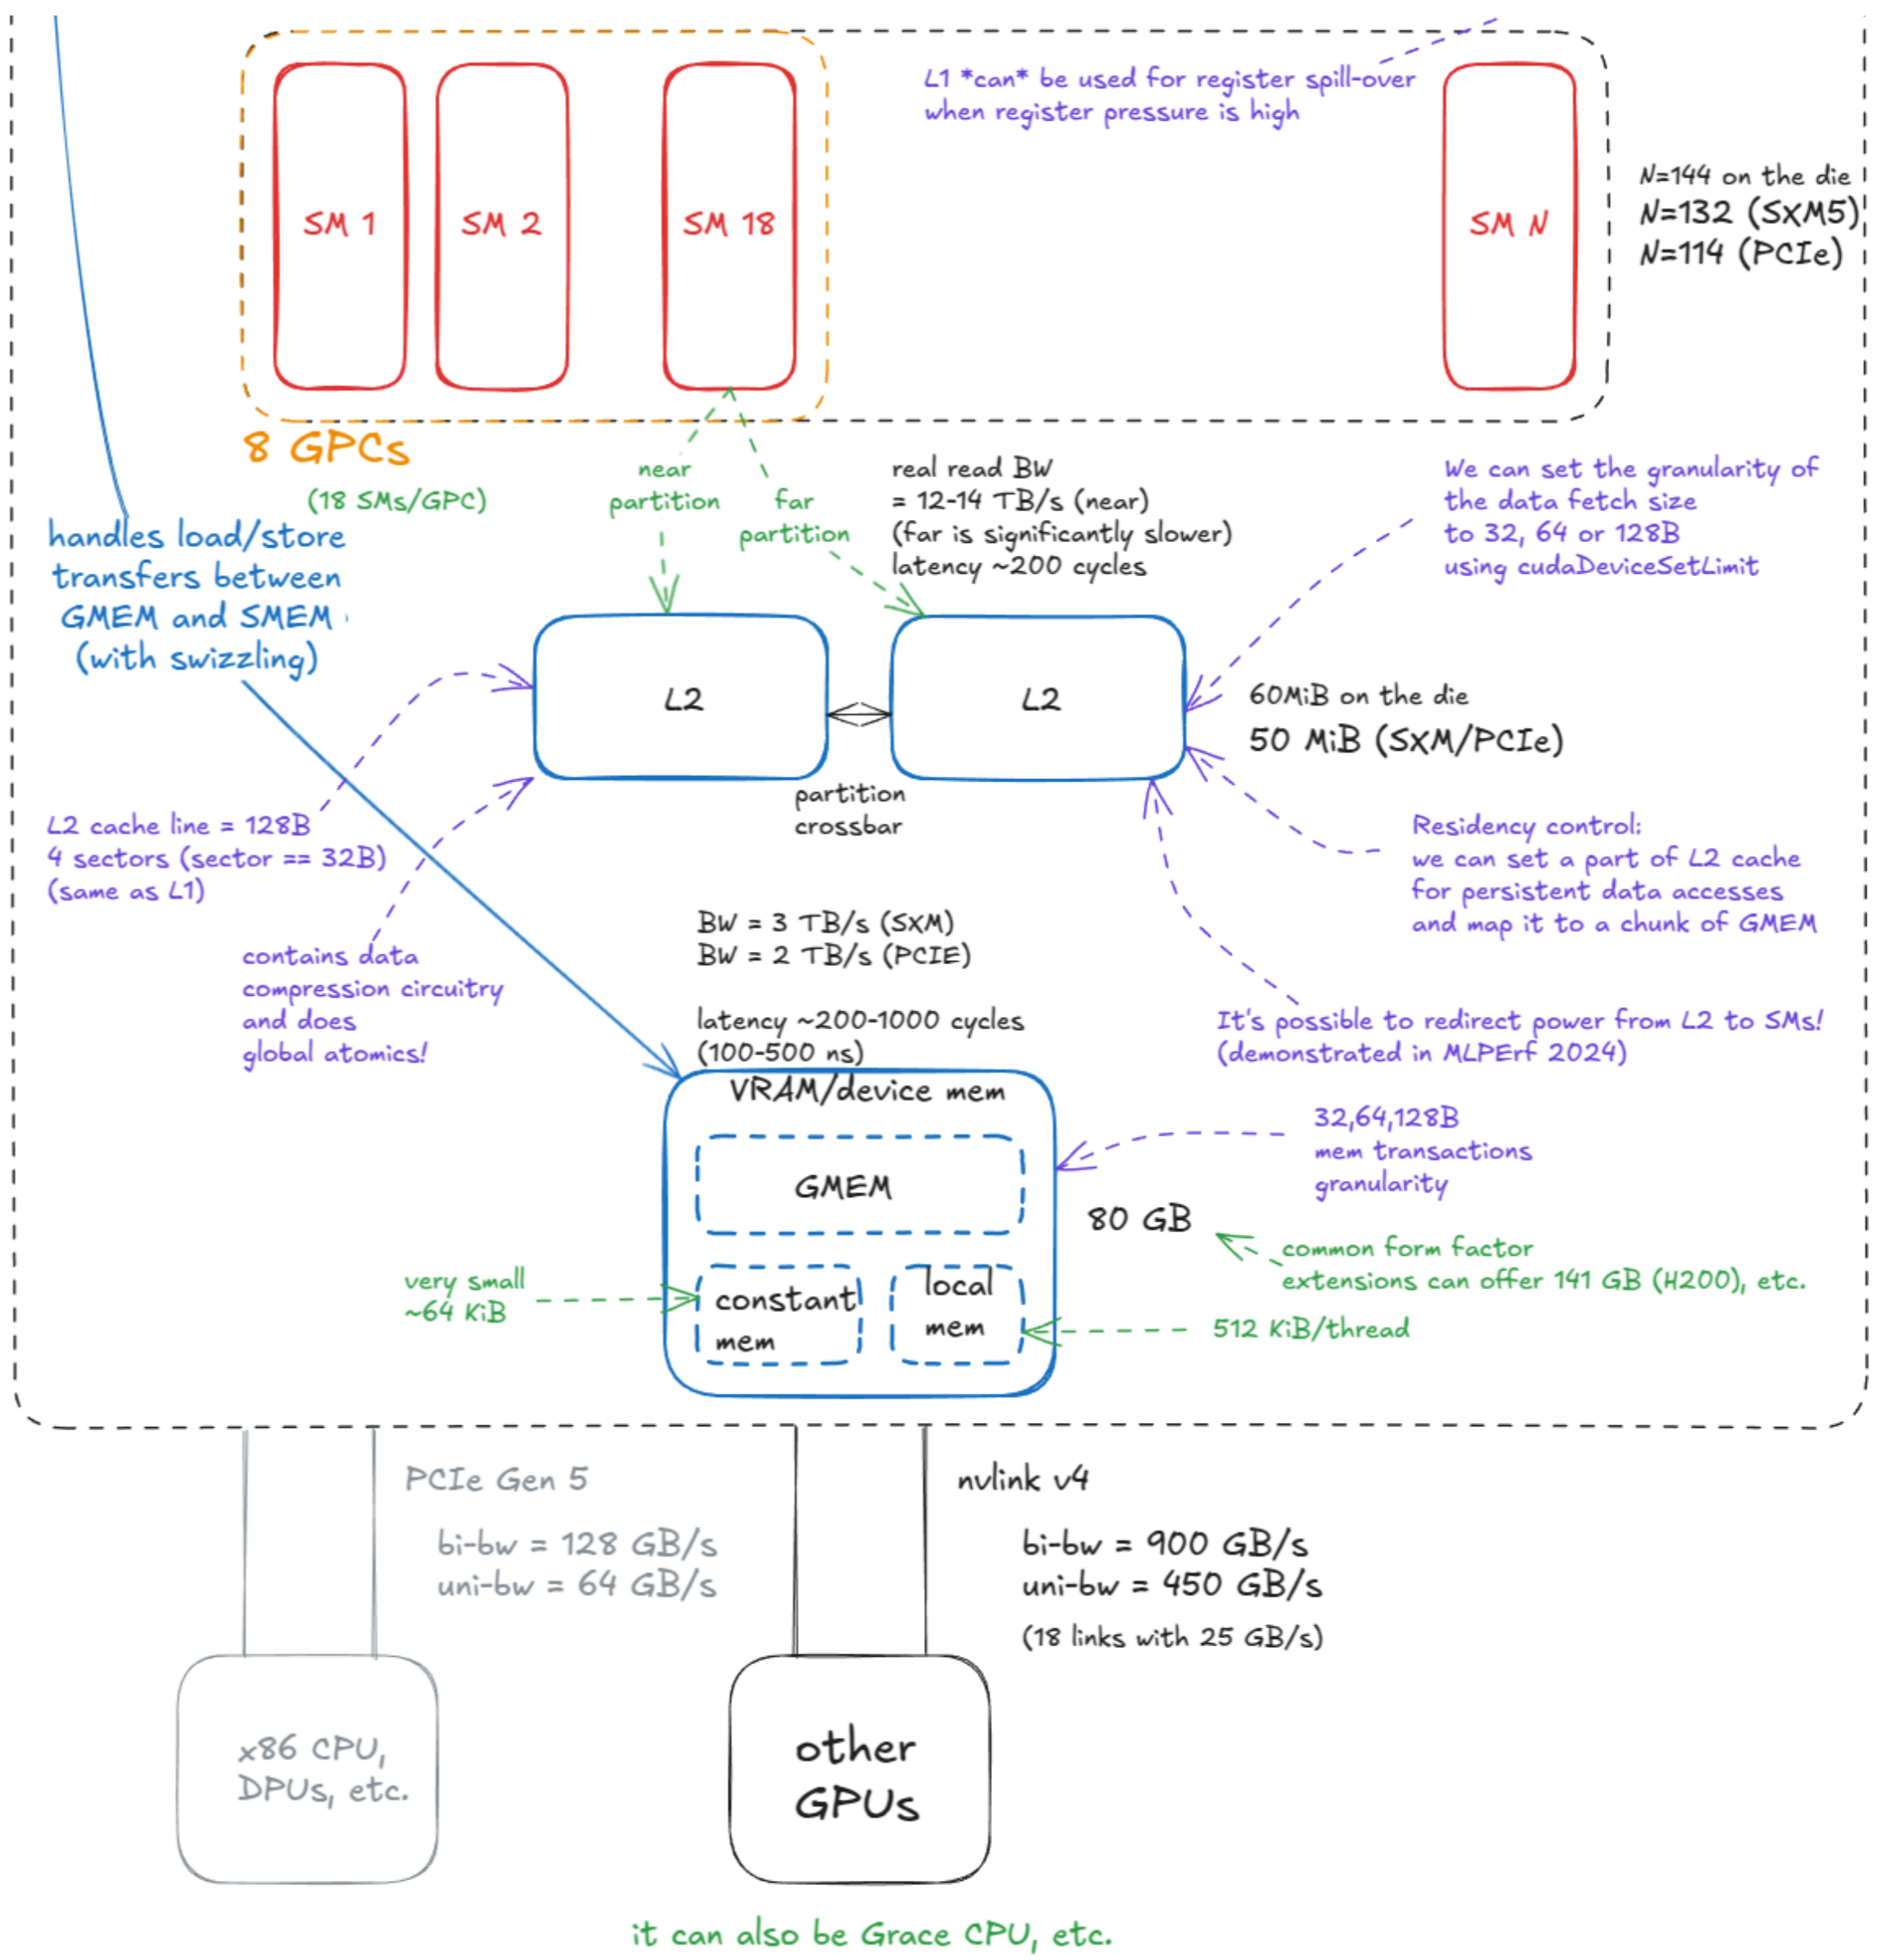 L1 *can* be used for register spill-over
when register pressure is high
SM 1
SM 2
SM 18
SM N
N=144 on the die
N=132 (SXM5)
N=114 (PCIe)
8 GPCs
(18 SMs/GPC)
near
partition
far
partition
real read BW
= 12-14 TB/s (near)
(far is significantly slower)
latency ~200 cycles
We can set the granularity of
the data fetch size
to 32, 64 or 128B
using cudaDeviceSetLimit
handles load/store
transfers between
GMEM and SMEM
(with swizzling)
L2
L2
60MiB on the die
50 MiB (SXM/PCIe)
partition
crossbar
L2 cache line = 128B
4 sectors (sector == 32B)
(same as L1)
Residency control:
we can set a part of L2 cache
for persistent data accesses
and map it to a chunk of GMEM
contains data
compression circuitry
and does
global atomics!
BW = 3 TB/s (SXM)
BW = 2 TB/s (PCIE)
latency ~200-1000 cycles
(100-500 ns)
It's possible to redirect power from L2 to SMs!
(demonstrated in MLPErf 2024)
VRAM/device mem
GMEM
32,64,128B
mem transactions
granularity
80 GB
common form factor
extensions can offer 141 GB (H200), etc.
very small
~64 KiB
constant
mem
local
mem
512 KiB/thread
PCIe Gen 5
bi-bw = 128 GB/s
uni-bw = 64 GB/s
nvlink v4
bi-bw = 900 GB/s
uni-bw = 450 GB/s
(18 links with 25 GB/s)
x86 CPU,
DPUs, etc.
other
GPUs
it can also be Grace CPU, etc.